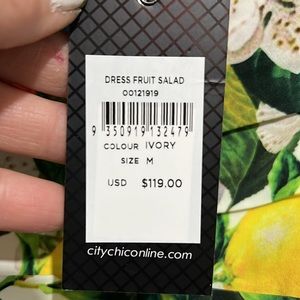 DRESS FRUIT SALAD
00121919
9 350919 132479
COLOUR IVORY
SIZE M
USD $119.00
citychiconline.com